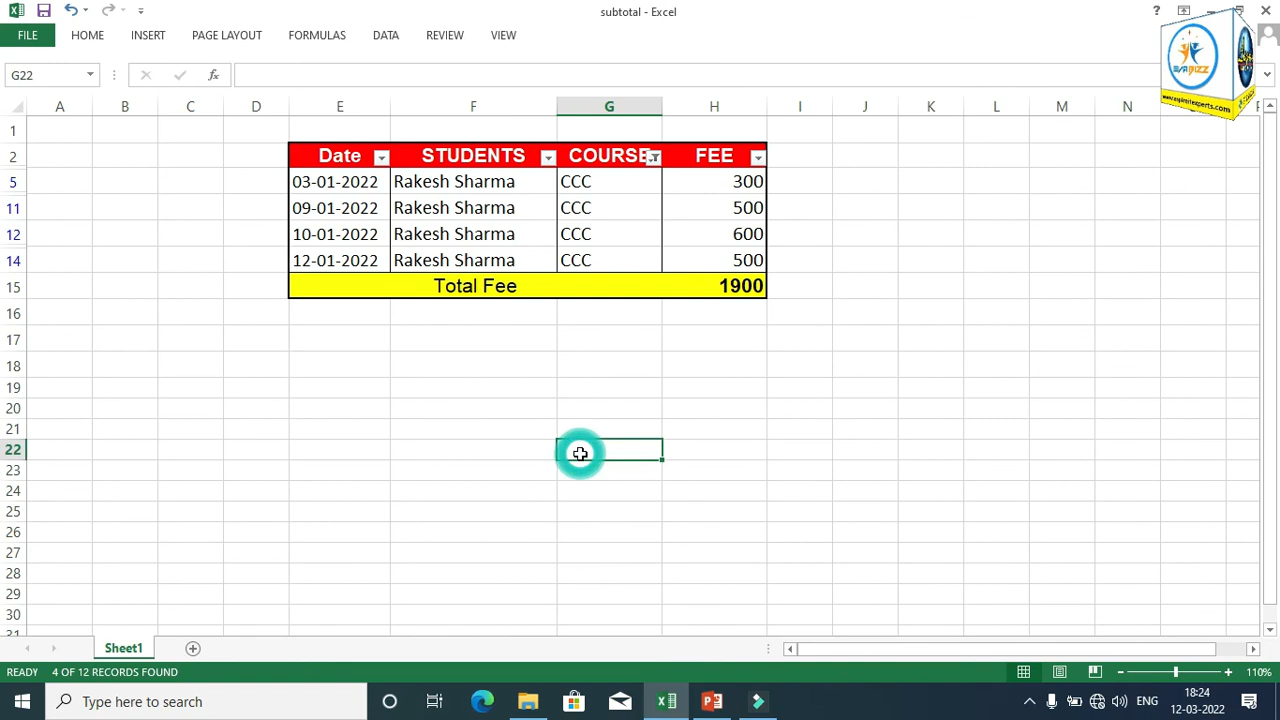 subtotal - Excel
FILE HOME INSERT PAGE LAYOUT FORMULAS DATA REVIEW VIEW
G22 fx
A B C D E F G H I J K L M N
1
2 Date STUDENTS COURSE FEE
5 03-01-2022 Rakesh Sharma CCC 300
11 09-01-2022 Rakesh Sharma CCC 500
12 10-01-2022 Rakesh Sharma CCC 600
14 12-01-2022 Rakesh Sharma CCC 500
15 Total Fee 1900
16
17
18
19
20
21
22
23
24
25
26
27
28
29
30
31
Sheet1
READY 4 OF 12 RECORDS FOUND 110%
Type here to search ENG 18:24
12-03-2022